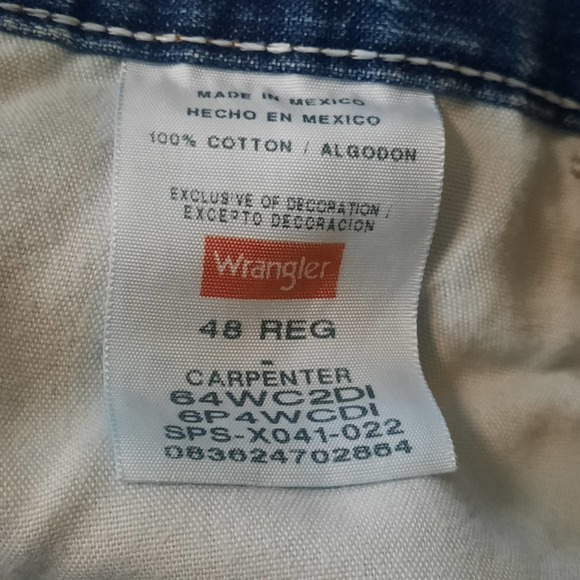 MADE IN MEXICO
HECHO EN MEXICO
100% COTTON / ALGODON
EXCLUSIVE OF DECORATION /
EXCEPTO DECORACION
Wrangler
48 REG
-
CARPENTER
64WC2DI
6P4WCDI
SPS-X041-022
083624702864